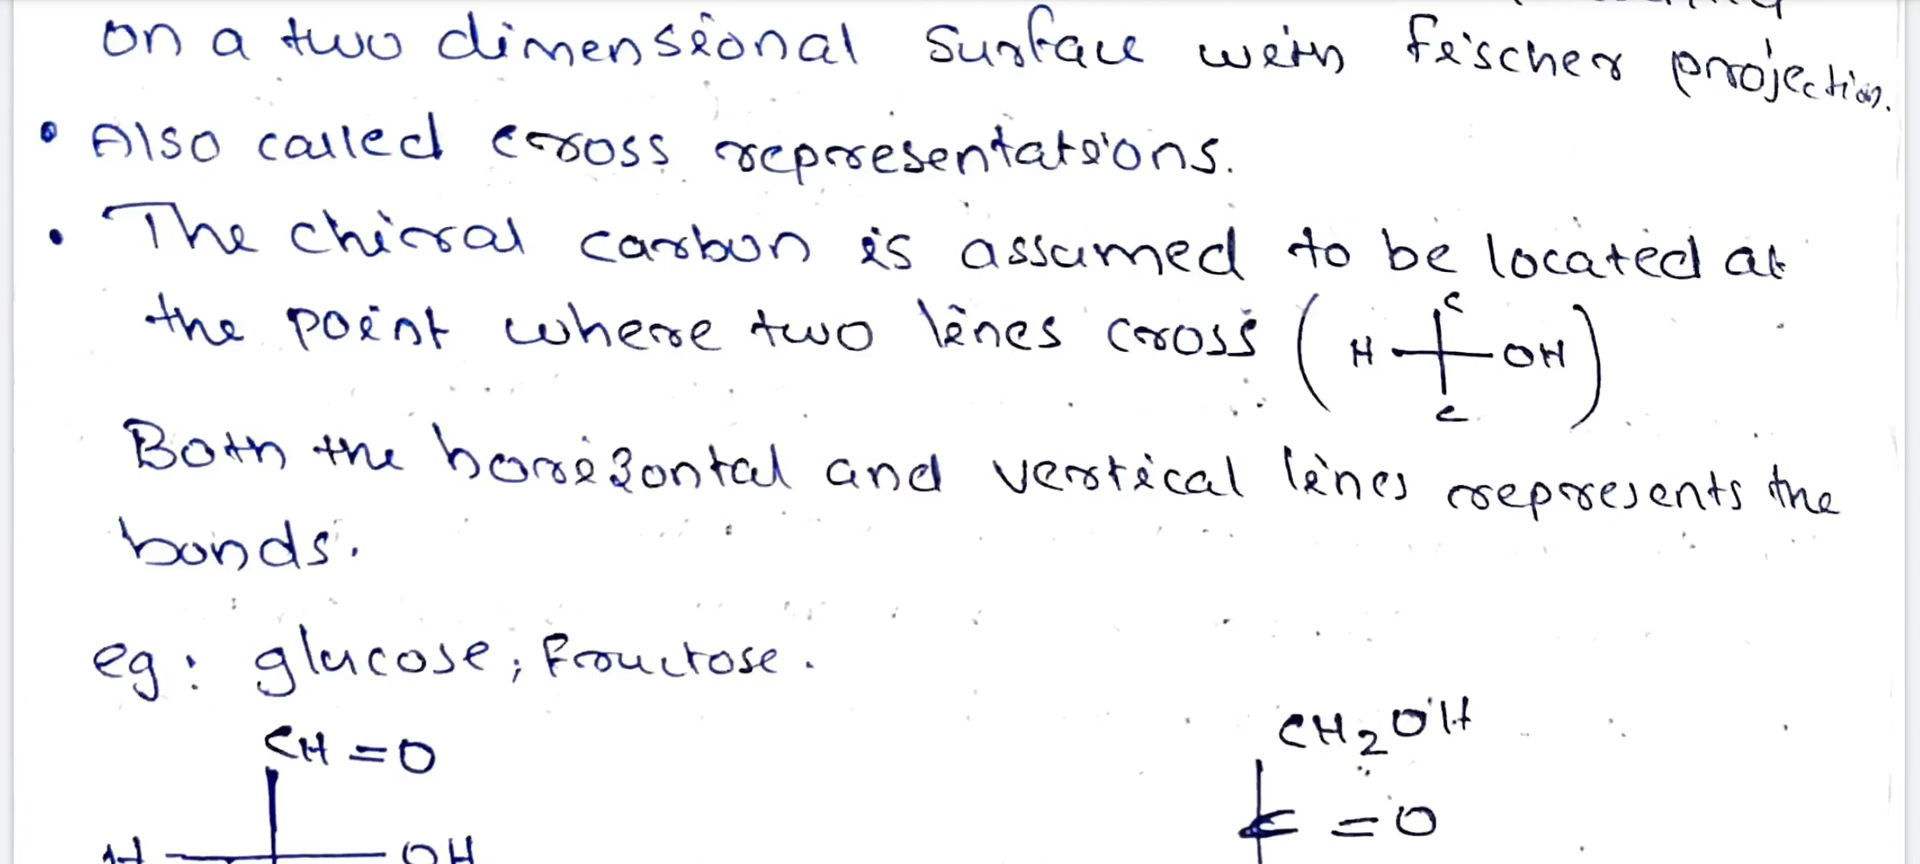 on a two dimensional surface with fischer projection.
• Also called cross representations.
• The chiral carbon is assumed to be located at
the point where two lines cross ( H C OH C )
Both the horizontal and vertical lines represents the
bonds.
eg: glucose, Fructose.
CH=O
CH2OH
C=O
H OH